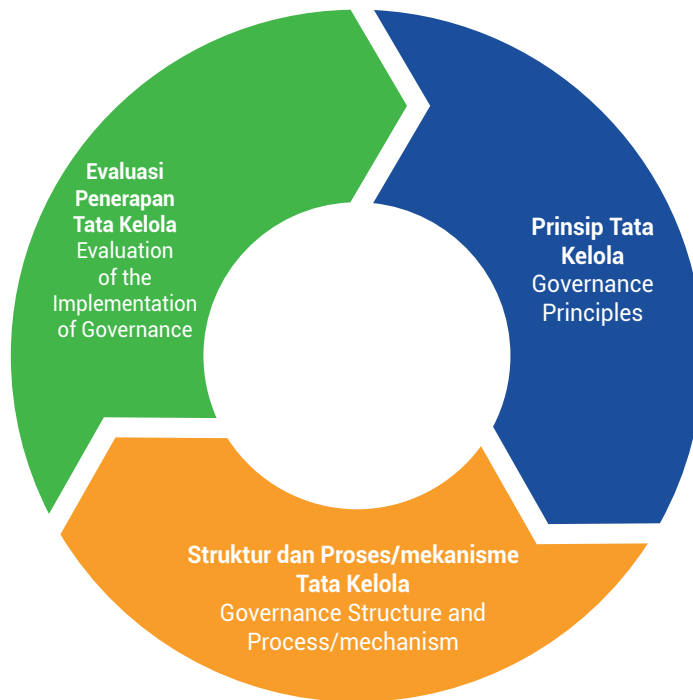 Evaluasi
Penerapan
Tata Kelola
Evaluation
of the
Implementation
of Governance
Prinsip Tata
Kelola
Governance
Principles
Struktur dan Proses/mekanisme
Tata Kelola
Governance Structure and
Process/mechanism